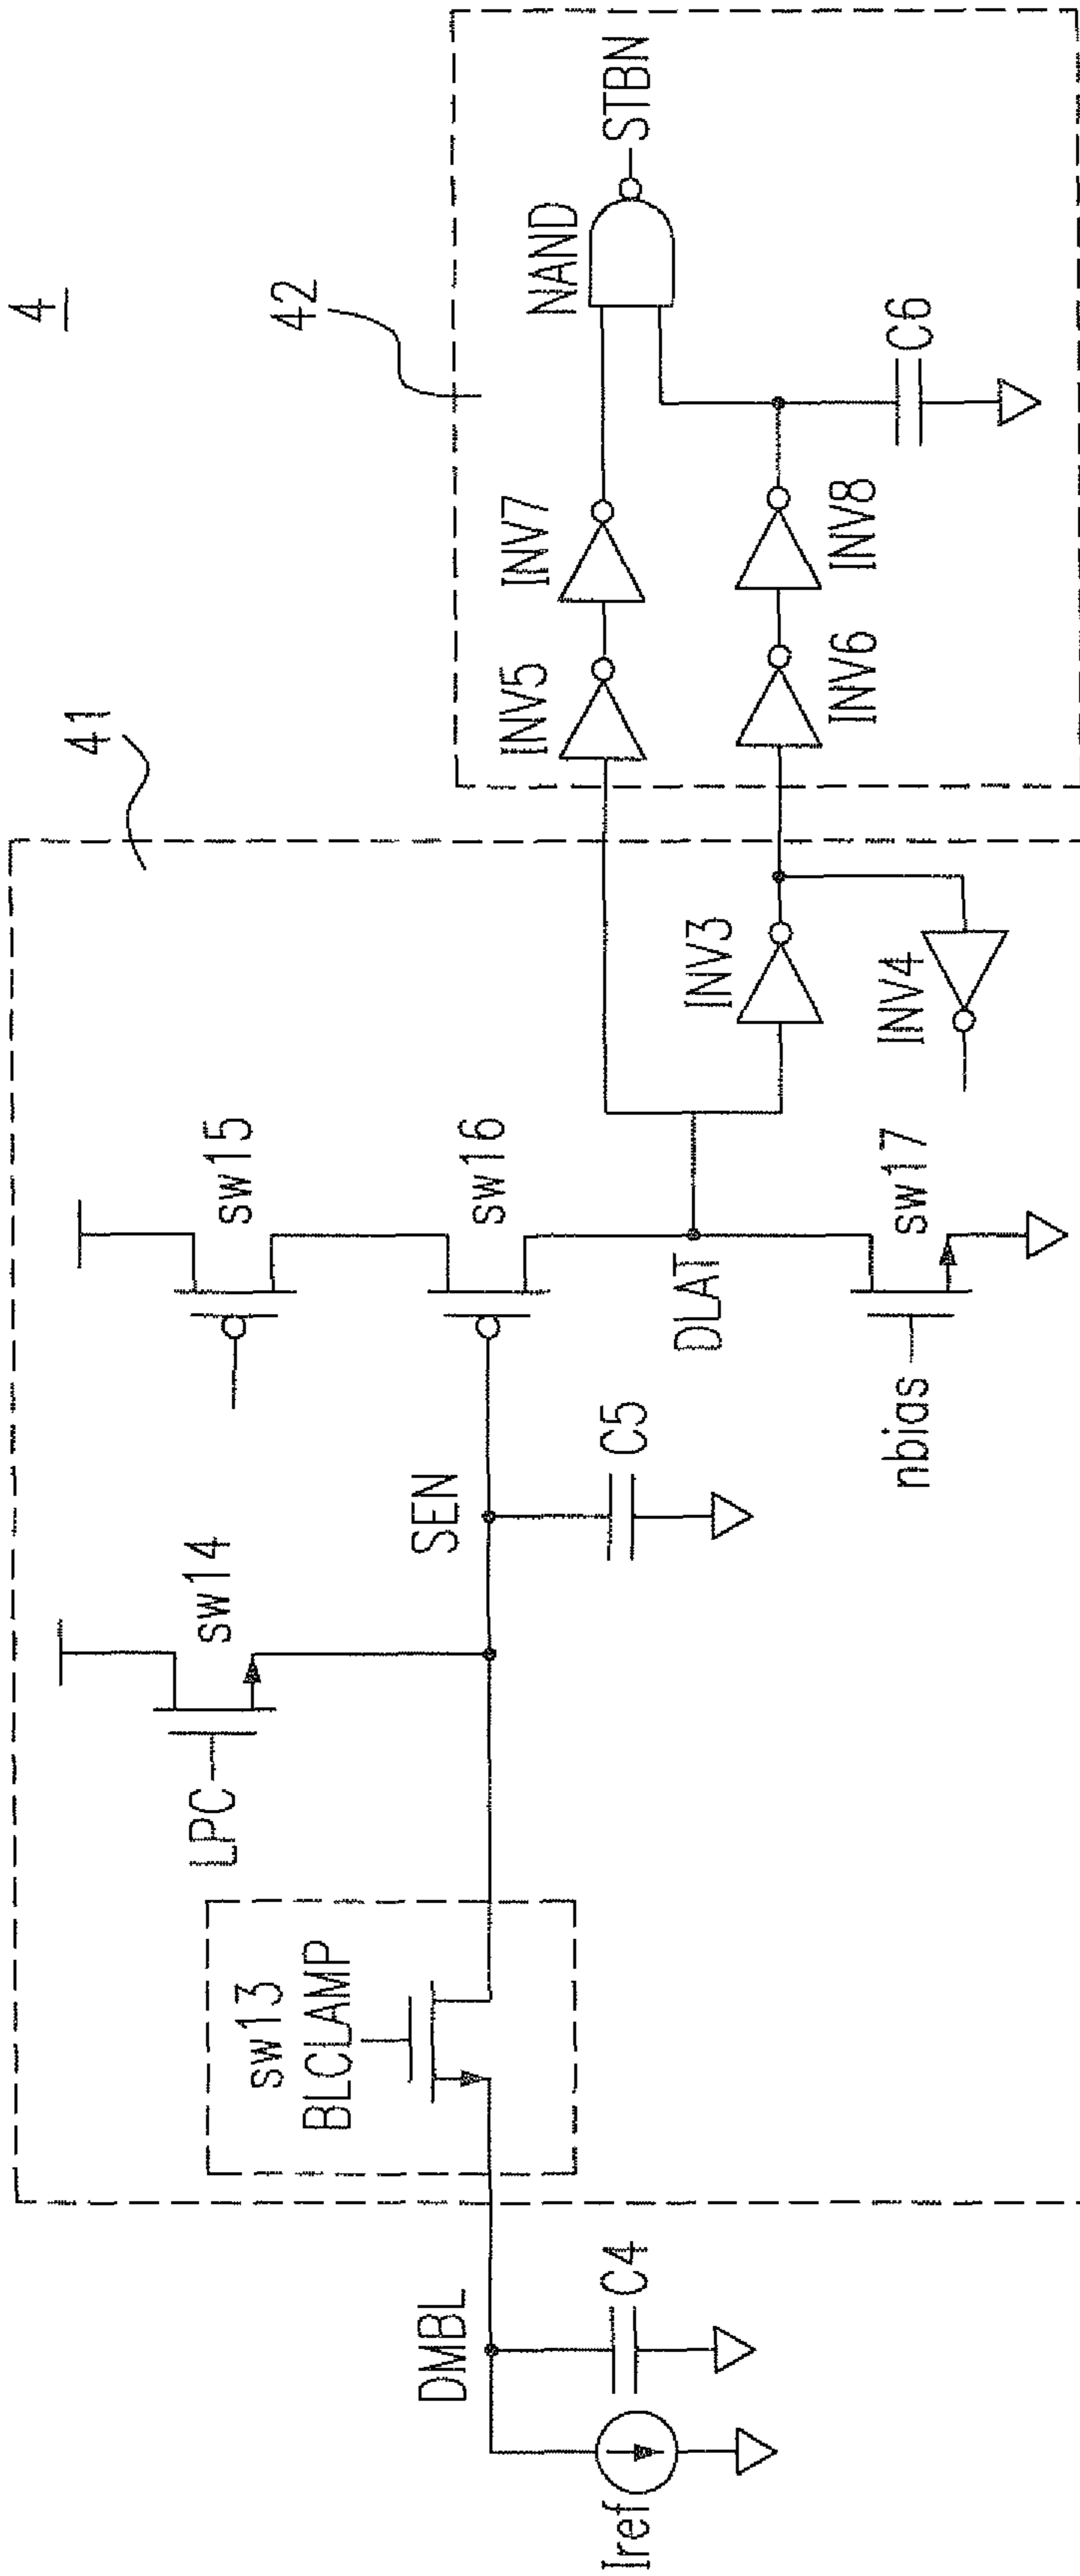 4
41
42
sw14
LPC
sw15
sw16
SEN
C5
sw13
BLCLAMP
DMBL
C4
Iref
DLAT
nbias
sw17
INV3
INV4
INV5
INV7
INV6
INV8
NAND
STBN
C6